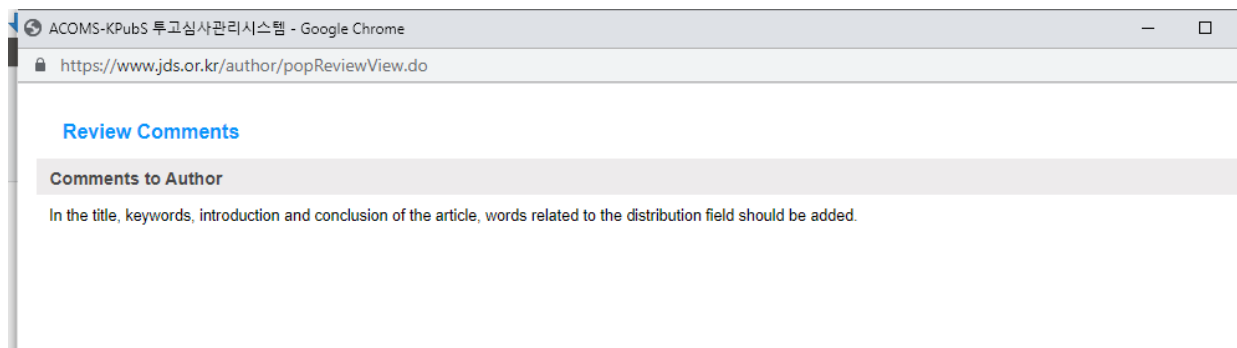 ACOMS-KPubS 투고심사관리시스템 - Google Chrome
https://www.jds.or.kr/author/popReviewView.do
Review Comments
Comments to Author
In the title, keywords, introduction and conclusion of the article, words related to the distribution field should be added.